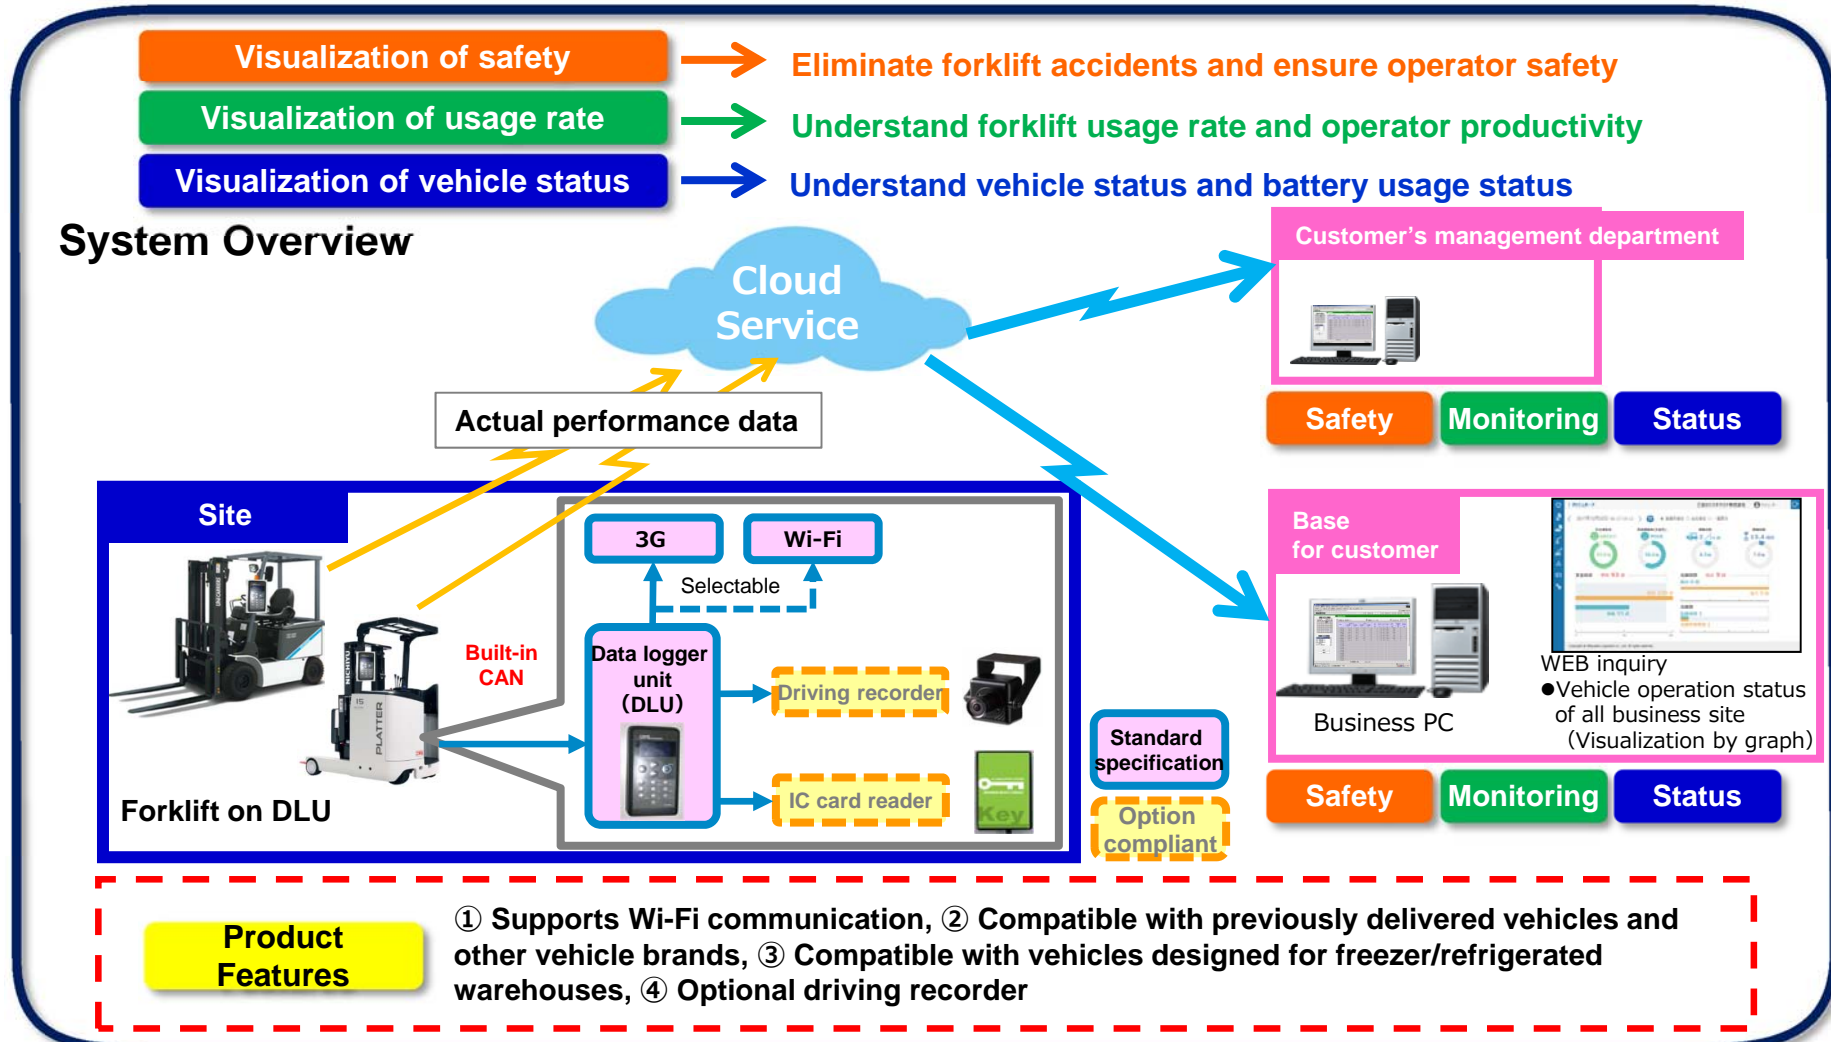 Visualization of safety
Eliminate forklift accidents and ensure operator safety
Visualization of usage rate
Understand forklift usage rate and operator productivity
Visualization of vehicle status
Understand vehicle status and battery usage status
System Overview
Cloud
Service
Customer's management department
Actual performance data
Safety
Monitoring
Status
Site
3G
Wi-Fi
Selectable
Built-in
CAN
Data logger
unit
（DLU）
Driving recorder
IC card reader
Key
NICHIYU
PLATTER
15
Forklift on DLU
Standard
specification
Option
compliant
Base
for customer
Business PC
WEB inquiry
●Vehicle operation status
of all business site
（Visualization by graph）
Safety
Monitoring
Status
Product
Features
① Supports Wi-Fi communication, ② Compatible with previously delivered vehicles and
other vehicle brands, ③ Compatible with vehicles designed for freezer/refrigerated
warehouses, ④ Optional driving recorder